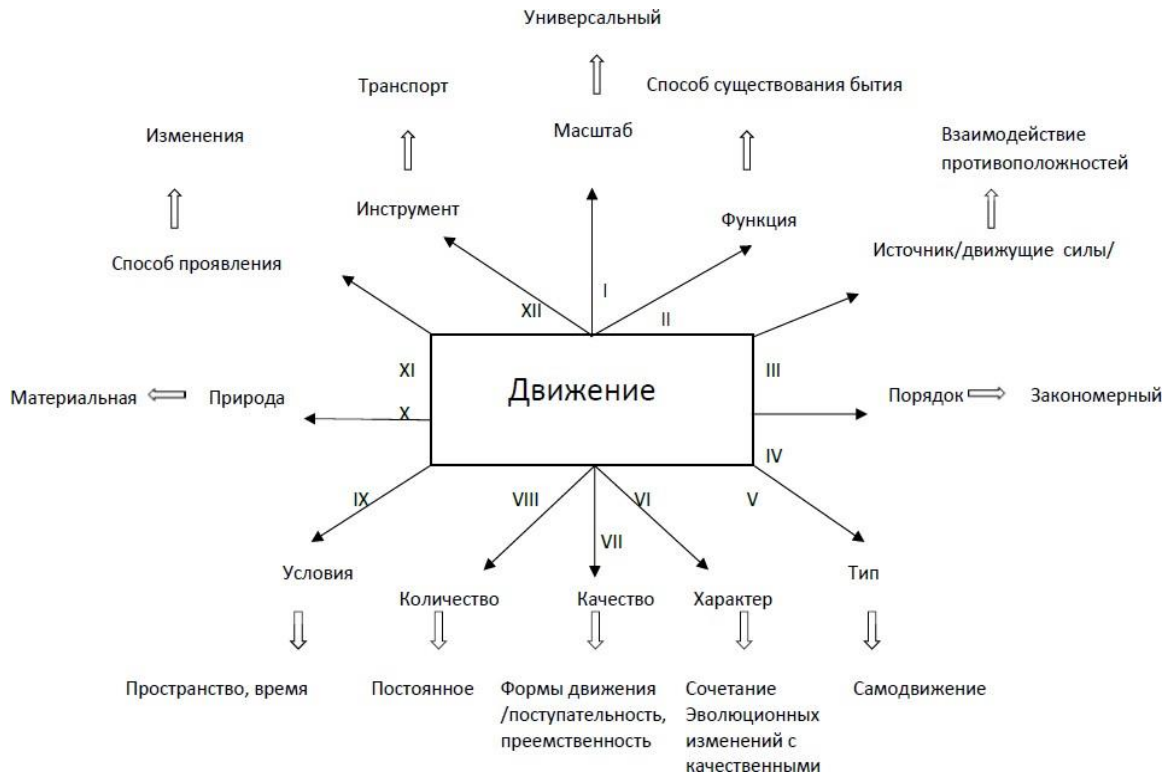 Универсальный
Транспорт
Способ существования бытия
Изменения
Масштаб
Взаимодействие
противоположностей
Инструмент
Функция
Способ проявления
Источник/движущие силы/
I
XII
II
XI
Движение
III
Материальная
Природа
X
Порядок
Закономерный
IV
IX
VIII
VI
V
VII
Условия
Тип
Количество
Качество
Характер
Пространство, время
Постоянное
Формы движения
/поступательность,
преемственность
Сочетание
Эволюционных
изменений с
качественными
Самодвижение